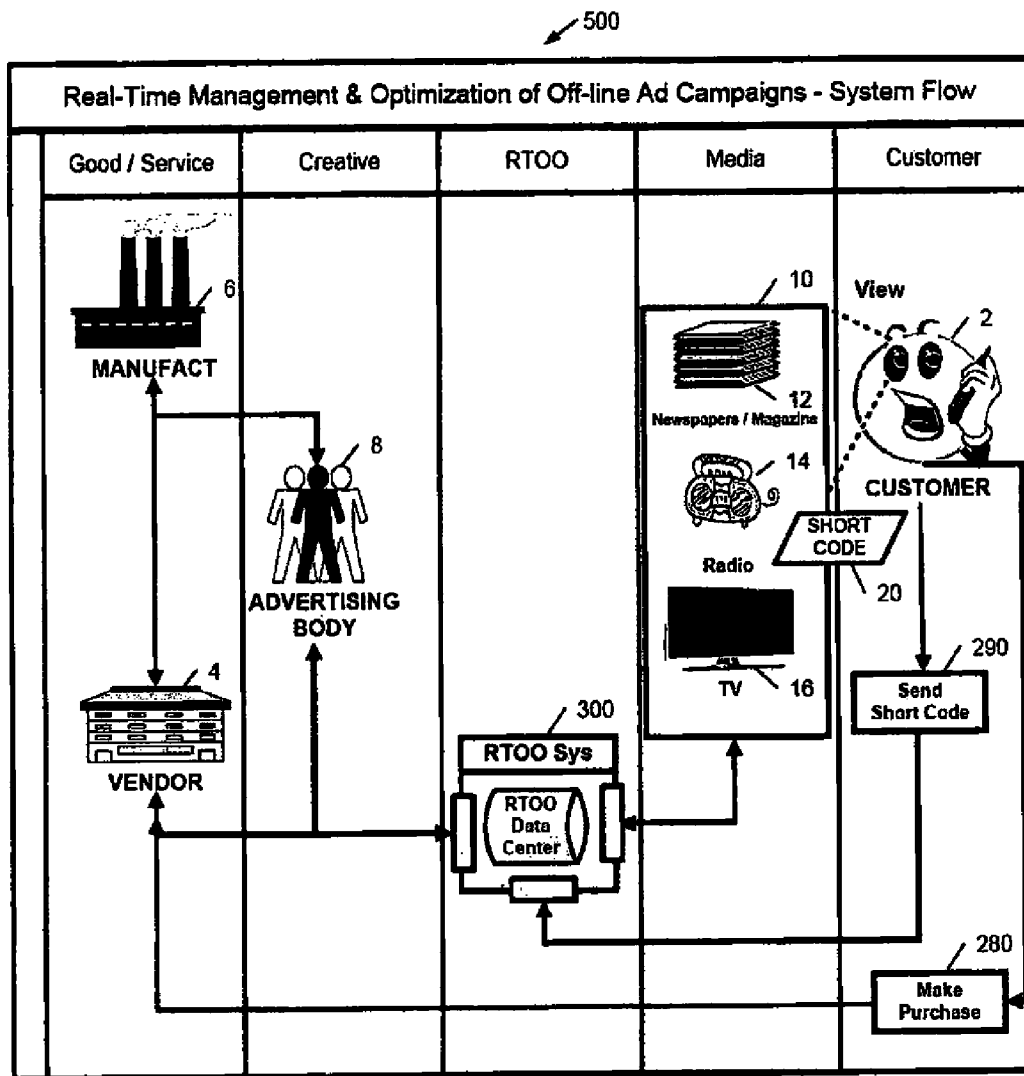 500
Real-Time Management & Optimization of Off-line Ad Campaigns - System Flow
Good / Service
Creative
RTOO
Media
Customer
6
MANUFACT
8
ADVERTISING
BODY
4
VENDOR
300
RTOO Sys
RTOO
Data
Center
10
12
Newspapers / Magazine
14
Radio
16
TV
View
2
CUSTOMER
SHORT
CODE
20
290
Send
Short Code
280
Make
Purchase